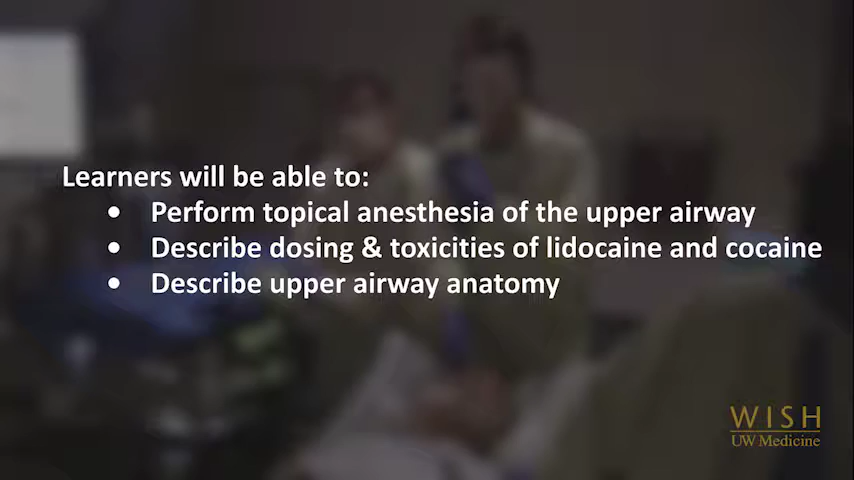 Learners will be able to:
• Perform topical anesthesia of the upper airway
• Describe dosing & toxicities of lidocaine and cocaine
• Describe upper airway anatomy
WISH
UW Medicine